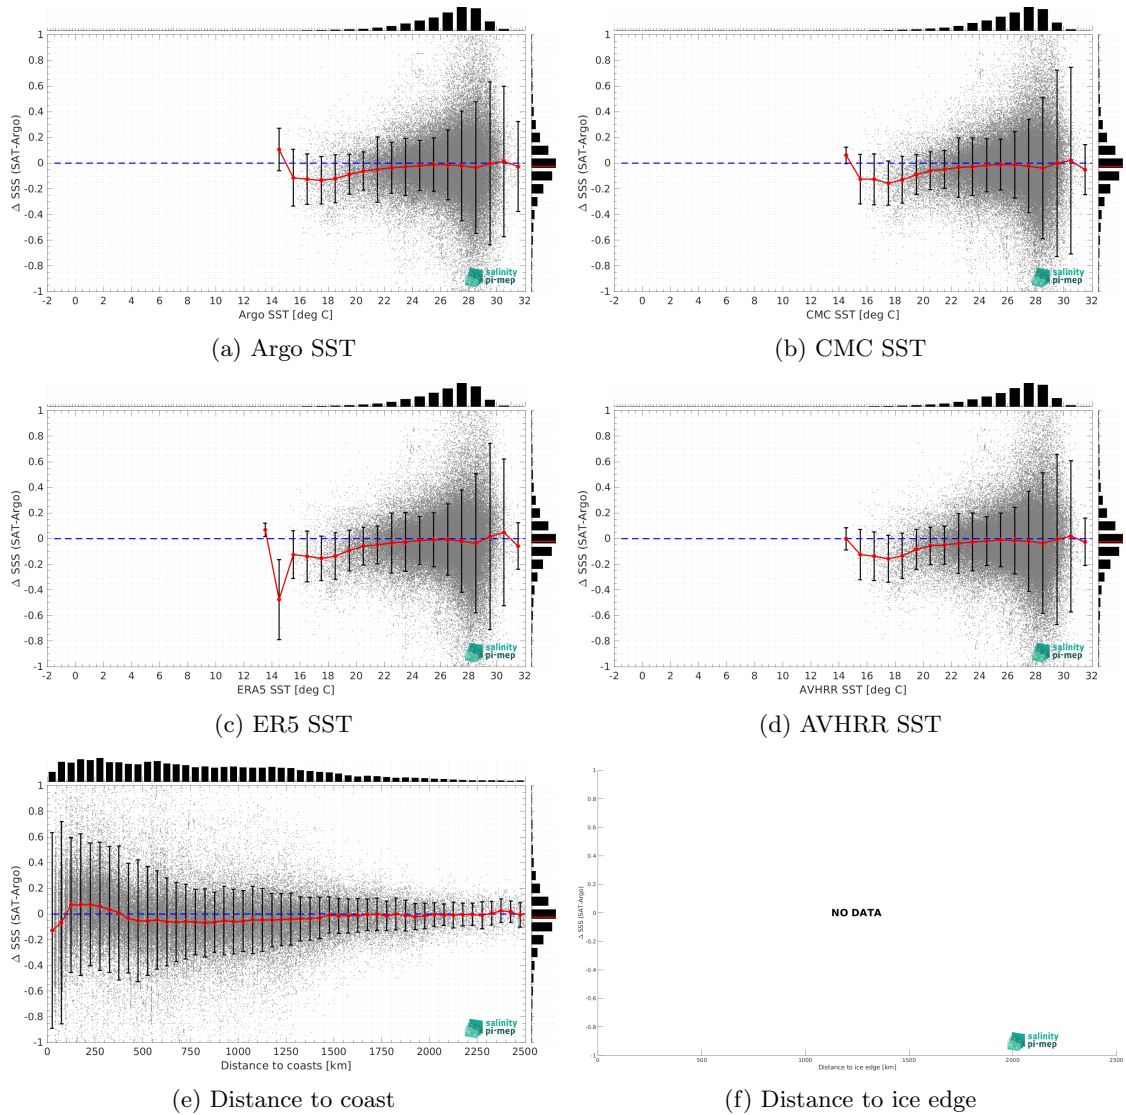 1
0.8
0.6
0.4
0.2
0
-0.2
-0.4
-0.6
-0.8
-1
Δ SSS (SAT-Argo)
-2 0 2 4 6 8 10 12 14 16 18 20 22 24 26 28 30 32
Argo SST [deg C]
salinity
pi-mep
(a) Argo SST
1
0.8
0.6
0.4
0.2
0
-0.2
-0.4
-0.6
-0.8
-1
Δ SSS (SAT-Argo)
-2 0 2 4 6 8 10 12 14 16 18 20 22 24 26 28 30 32
CMC SST [deg C]
salinity
pi-mep
(b) CMC SST
1
0.8
0.6
0.4
0.2
0
-0.2
-0.4
-0.6
-0.8
-1
Δ SSS (SAT-Argo)
-2 0 2 4 6 8 10 12 14 16 18 20 22 24 26 28 30 32
ERA5 SST [deg C]
salinity
pi-mep
(c) ER5 SST
1
0.8
0.6
0.4
0.2
0
-0.2
-0.4
-0.6
-0.8
-1
Δ SSS (SAT-Argo)
-2 0 2 4 6 8 10 12 14 16 18 20 22 24 26 28 30 32
AVHRR SST [deg C]
salinity
pi-mep
(d) AVHRR SST
1
0.8
0.6
0.4
0.2
0
-0.2
-0.4
-0.6
-0.8
-1
Δ SSS (SAT-Argo)
0 250 500 750 1000 1250 1500 1750 2000 2250 2500
Distance to coasts [km]
salinity
pi-mep
(e) Distance to coast
1
0.8
0.6
0.4
0.2
0
-0.2
-0.4
-0.6
-0.8
-1
Δ SSS (SAT-Argo)
NO DATA
0 500 1000 1500 2000 2500
Distance to ice edge [km]
salinity
pi-mep
(f) Distance to ice edge